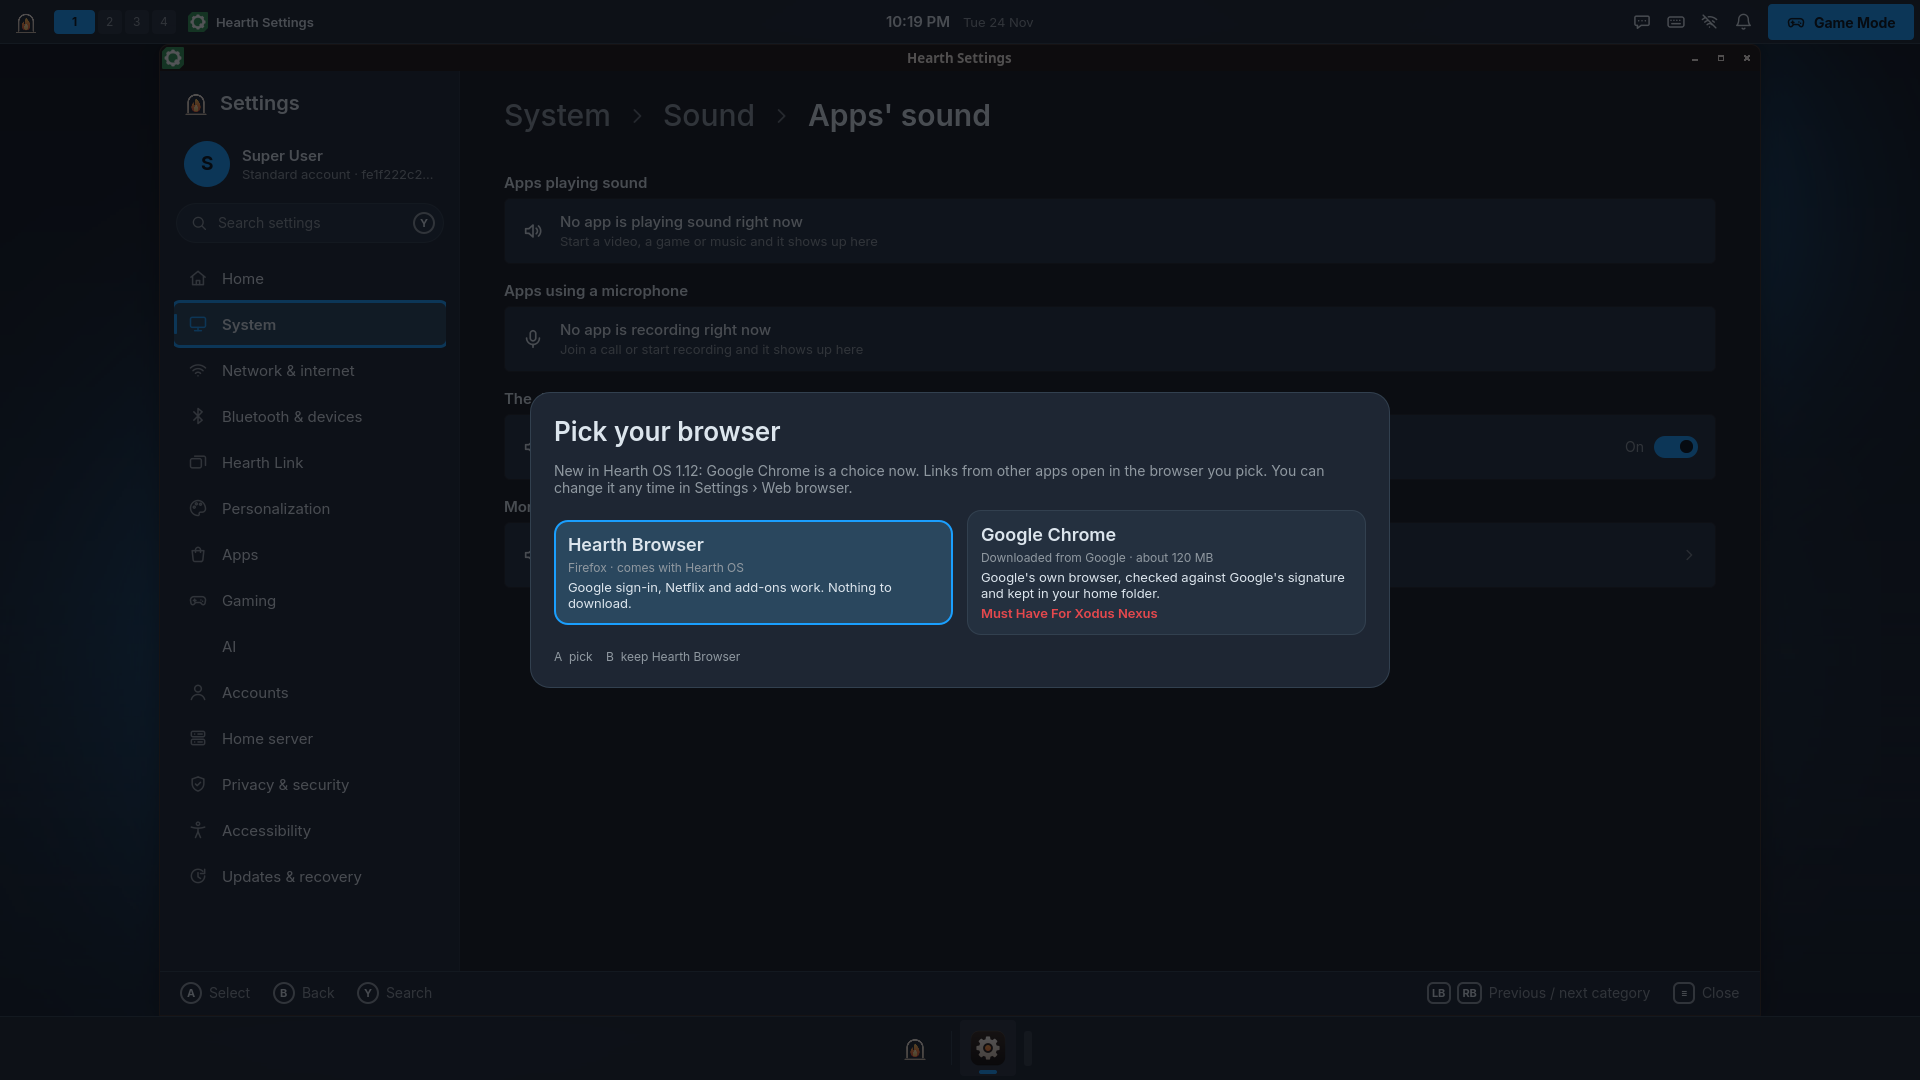 1 2 3 4 Hearth Settings
10:19 PM Tue 24 Nov
Game Mode
Hearth Settings
Settings
S
Super User
Standard account · fe1f222c2...
Search settings Y
Home
System
Network & internet
Bluetooth & devices
Hearth Link
Personalization
Apps
Gaming
AI
Accounts
Home server
Privacy & security
Accessibility
Updates & recovery
System > Sound > Apps' sound
Apps playing sound
No app is playing sound right now
Start a video, a game or music and it shows up here
Apps using a microphone
No app is recording right now
Join a call or start recording and it shows up here
The
On
Pick your browser
New in Hearth OS 1.12: Google Chrome is a choice now. Links from other apps open in the browser you pick. You can
change it any time in Settings › Web browser.
Hearth Browser
Firefox · comes with Hearth OS
Google sign-in, Netflix and add-ons work. Nothing to
download.
Google Chrome
Downloaded from Google · about 120 MB
Google's own browser, checked against Google's signature
and kept in your home folder.
Must Have For Xodus Nexus
A pick B keep Hearth Browser
A Select B Back Y Search
LB RB Previous / next category Close